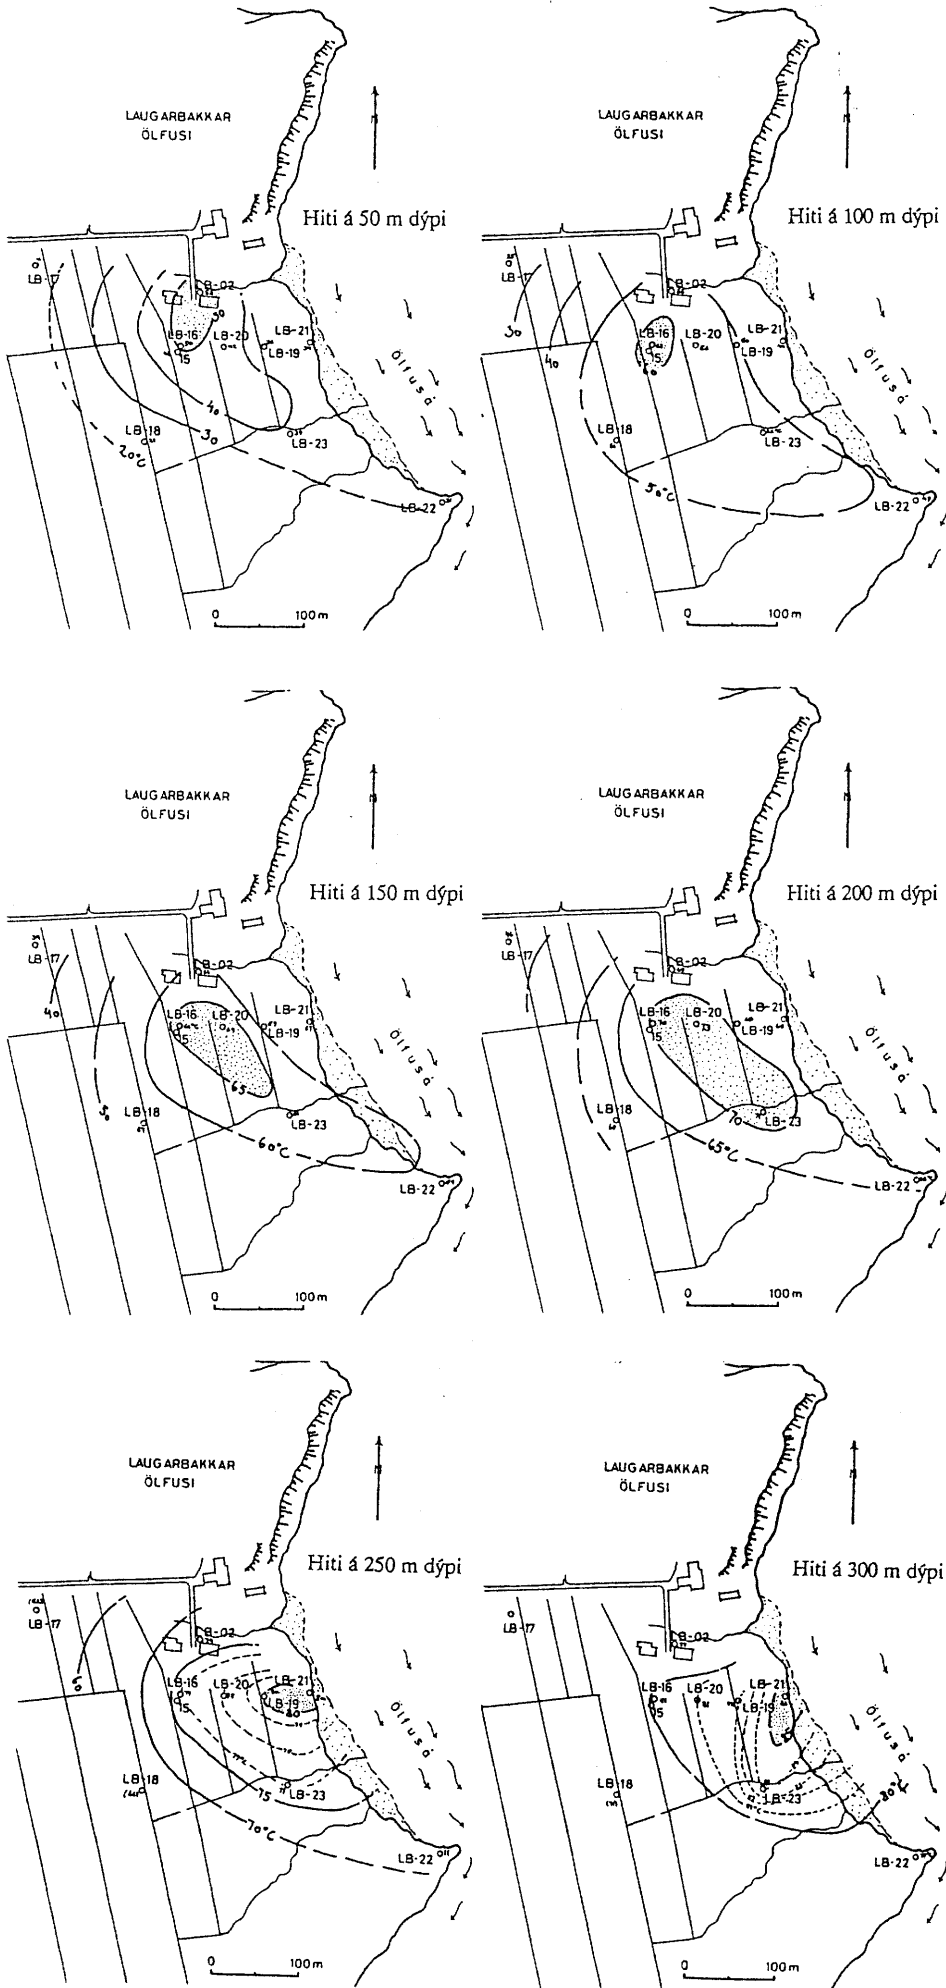 LAUGARBAKKAR
ÖLFUSI
N
Hiti á 50 m dýpi
LB-17
LB-02
50
LB-16
LB-20
LB-21
15
LB-19
40
30
LB-18
LB-23
20°C
LB-22
Ölfusá
0 100m
LAUGARBAKKAR
ÖLFUSI
N
Hiti á 100 m dýpi
LB-17
LB-02
30
40
LB-16
LB-20
LB-21
15
LB-19
60
LB-18
LB-23
50°C
LB-22
Ölfusá
0 100m
LAUGARBAKKAR
ÖLFUSI
N
Hiti á 150 m dýpi
LB-17
LB-02
40
LB-16
LB-20
LB-21
15
LB-19
65
50
LB-18
LB-23
60°C
LB-22
Ölfusá
0 100m
LAUGARBAKKAR
ÖLFUSI
N
Hiti á 200 m dýpi
LB-17
LB-02
LB-16
LB-20
LB-21
15
LB-19
LB-18
70
LB-23
65°C
LB-22
Ölfusá
0 100m
LAUGARBAKKAR
ÖLFUSI
N
Hiti á 250 m dýpi
LB-17
LB-02
60
LB-16
LB-20
LB-21
15
LB-19
LB-18
75
LB-23
70°C
LB-22
Ölfusá
0 100m
LAUGARBAKKAR
ÖLFUSI
N
Hiti á 300 m dýpi
LB-17
LB-02
LB-16
LB-20
LB-21
15
LB-19
LB-18
LB-23
80°C
LB-22
Ölfusá
0 100m